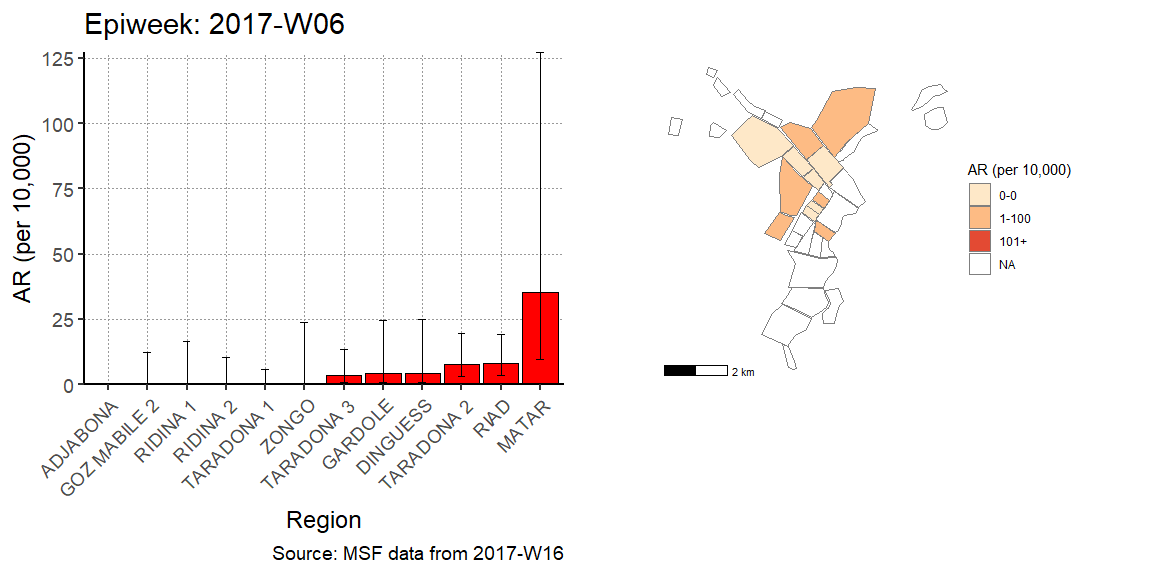 Epiweek: 2017-W06
AR (per 10,000)
125
100
75
50
25
0
ADJABONA
GOZ MABILE 2
RIDINA 1
RIDINA 2
TARADONA 1
ZONGO
TARADONA 3
GARDOLE
DINGUESS
TARADONA 2
RIAD
MATAR
Region
Source: MSF data from 2017-W16
2 km
AR (per 10,000)
0-0
1-100
101+
NA